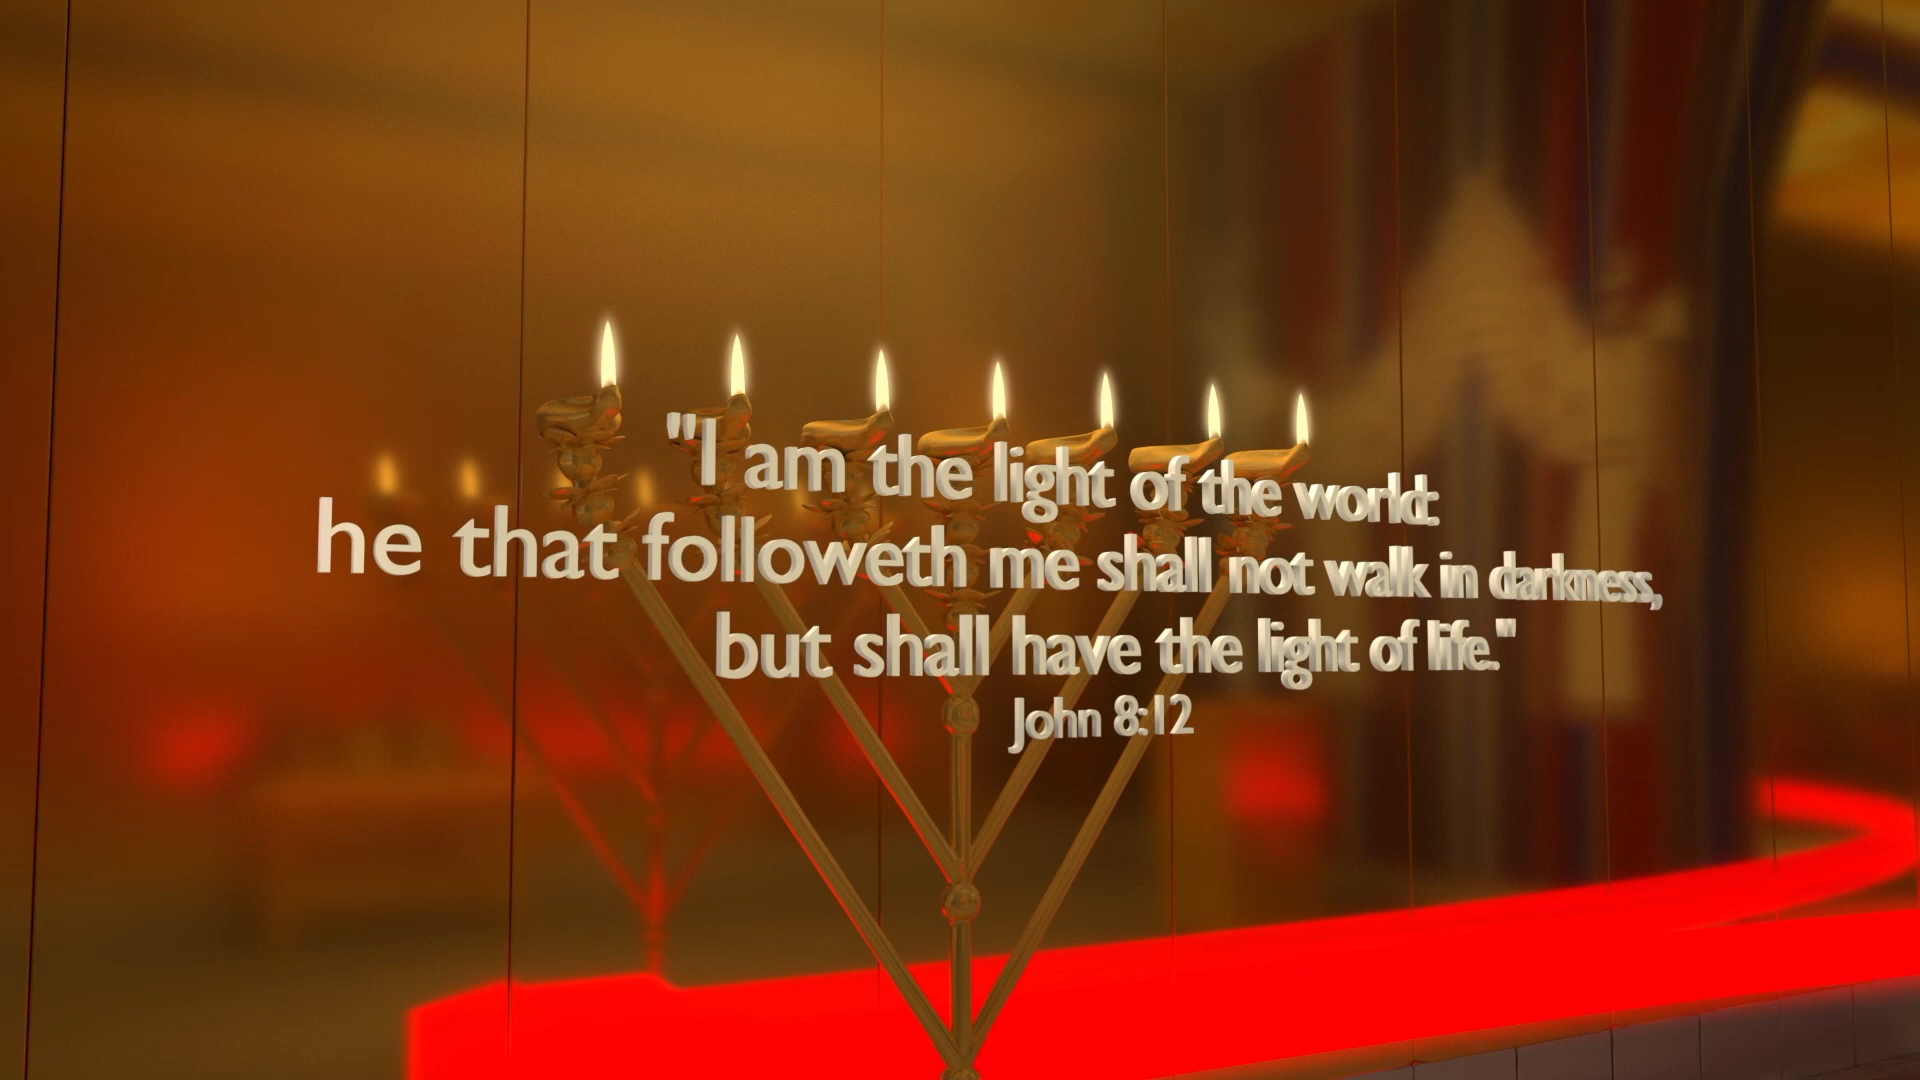 "I am the light of the world:
he that followeth me shall not walk in darkness,
but shall have the light of life."
John 8:12